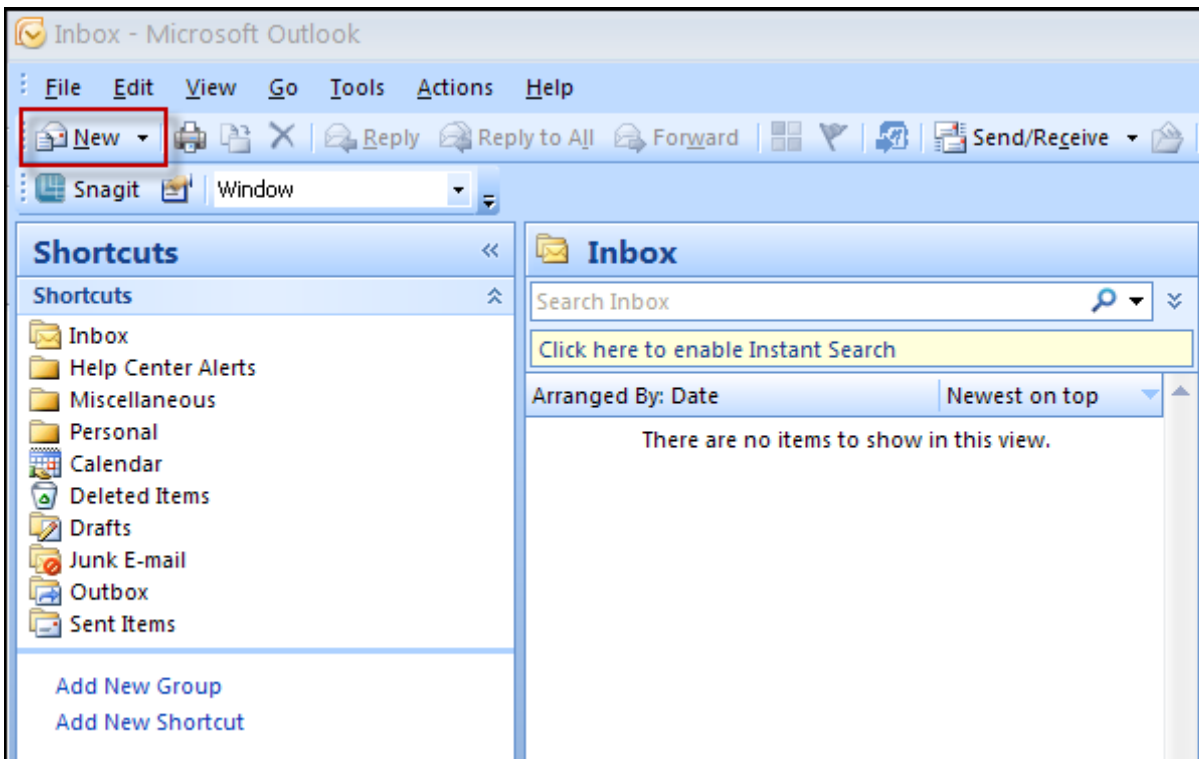 Inbox - Microsoft Outlook
File Edit View Go Tools Actions Help
New Reply Reply to All Forward Send/Receive
Snagit Window
Shortcuts
Shortcuts
Inbox
Help Center Alerts
Miscellaneous
Personal
Calendar
Deleted Items
Drafts
Junk E-mail
Outbox
Sent Items
Add New Group
Add New Shortcut
Inbox
Search Inbox
Click here to enable Instant Search
Arranged By: Date Newest on top
There are no items to show in this view.